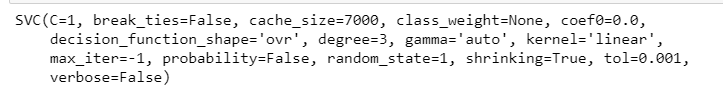 SVC(C=1, break_ties=False, cache_size=7000, class_weight=None, coef0=0.0,
decision_function_shape='ovr', degree=3, gamma='auto', kernel='linear',
max_iter=-1, probability=False, random_state=1, shrinking=True, tol=0.001,
verbose=False)